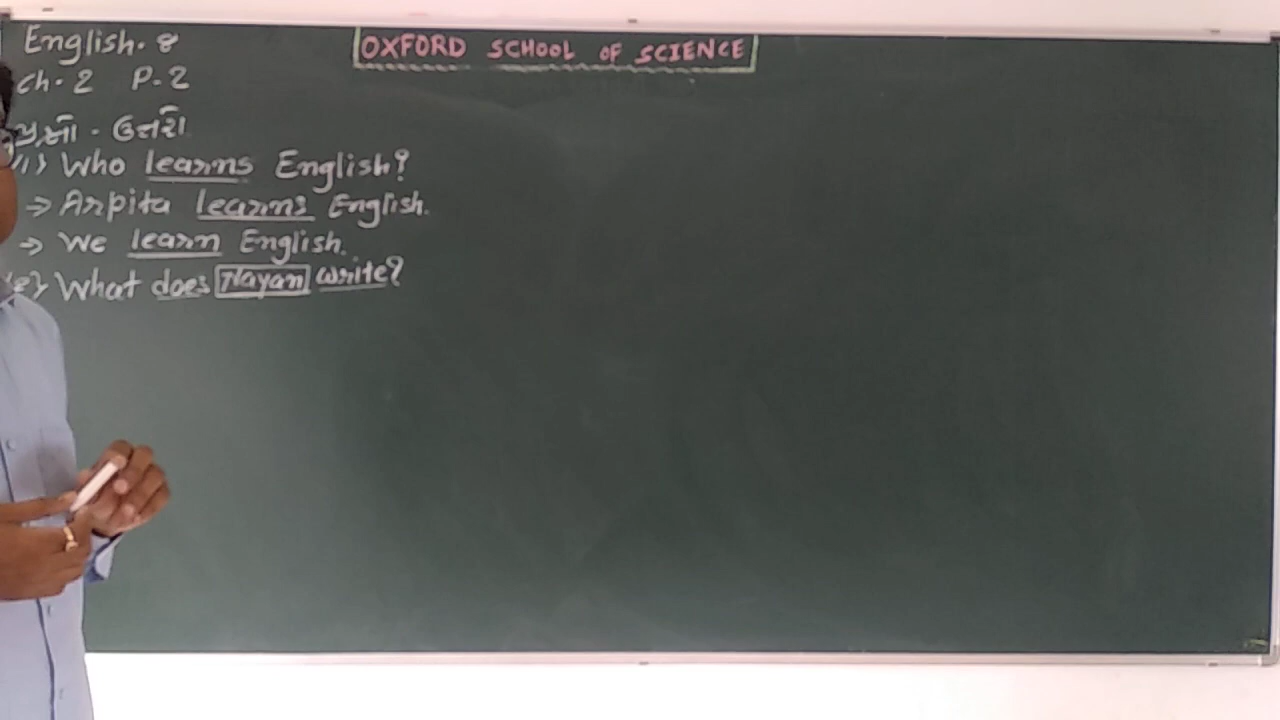 OXFORD SCHOOL OF SCIENCE
English. 8
Ch. 2 P-2
પ્રશ્નો - ઉત્તરો
(1) Who learns English?
→ Arpita learns English.
→ We learn English.
(2) What does Nayan write?